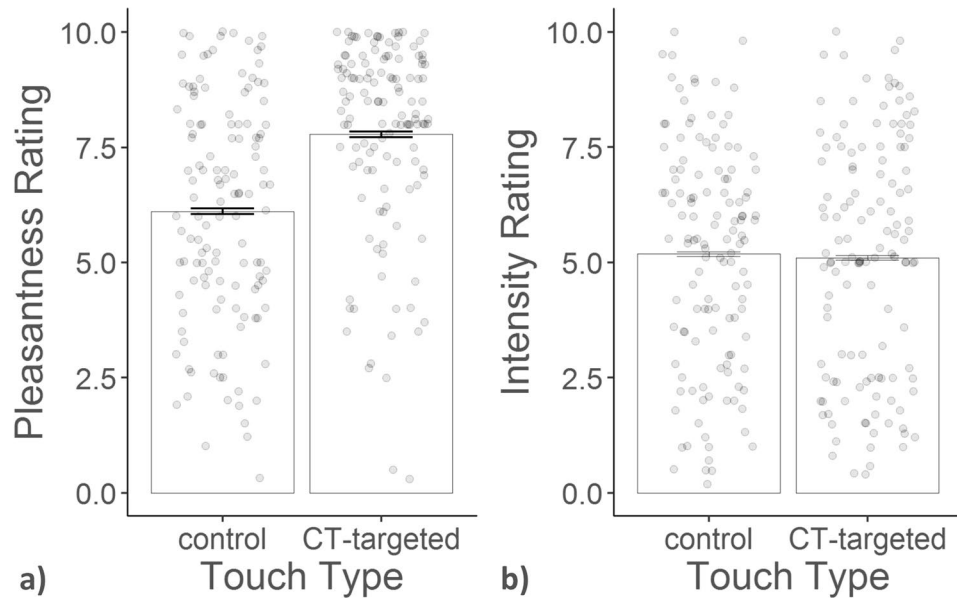 10.0
7.5
5.0
2.5
0.0
Pleasantness Rating
control CT-targeted
Touch Type
a)
10.0
7.5
5.0
2.5
0.0
Intensity Rating
control CT-targeted
Touch Type
b)